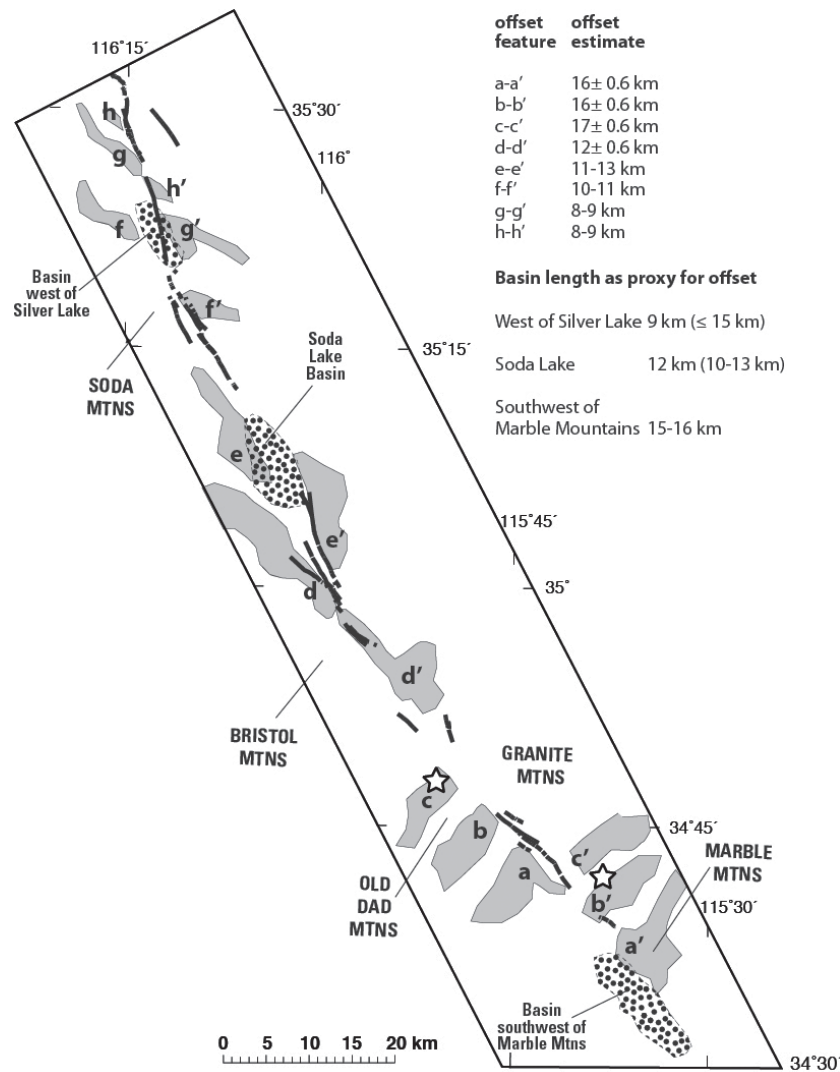 offset offset
feature estimate
a-a’ 16± 0.6 km
b-b’ 16± 0.6 km
c-c’ 17± 0.6 km
d-d’ 12± 0.6 km
e-e’ 11-13 km
f-f’ 10-11 km
g-g’ 8-9 km
h-h’ 8-9 km
Basin length as proxy for offset
West of Silver Lake 9 km (≤ 15 km)
Soda Lake 12 km (10-13 km)
Southwest of
Marble Mountains 15-16 km
116˚15´
35˚30´
116˚
h
g
h’
f
g’
Basin
west of
Silver Lake
f’
35˚15´
SODA
MTNS
Soda
Lake
Basin
e
e’
115˚45´
35˚
d
d’
BRISTOL
MTNS
GRANITE
MTNS
c
b
a
c’
b’
a’
34˚45´
MARBLE
MTNS
115˚30´
OLD
DAD
MTNS
Basin
southwest of
Marble Mtns
0 5 10 15 20 km
34˚30´